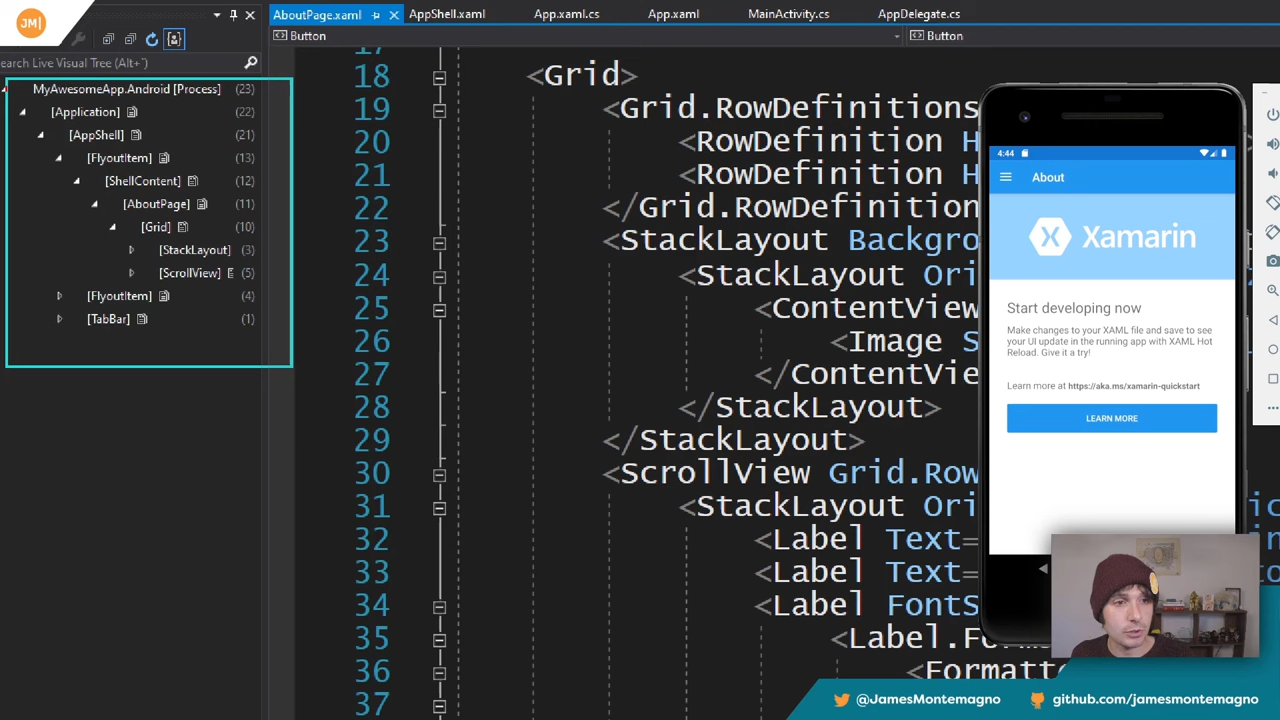 JM|
AboutPage.xaml
AppShell.xaml
App.xaml.cs
App.xaml
MainActivity.cs
AppDelegate.cs
Button
Button
earch Live Visual Tree (Alt+`)
MyAwesomeApp.Android [Process] (23)
[Application] (22)
[AppShell] (21)
[FlyoutItem] (13)
[ShellContent] (12)
[AboutPage] (11)
[Grid] (10)
[StackLayout] (3)
[ScrollView] (5)
[FlyoutItem] (4)
[TabBar] (1)
17
18 <Grid>
19 <Grid.RowDefinitions
20 <RowDefinition H
21 <RowDefinition H
22 </Grid.RowDefinition
23 <StackLayout Backgro
24 <StackLayout Ori
25 <ContentView
26 <Image S
27 </ContentVie
28 </StackLayout>
29 </StackLayout>
30 <ScrollView Grid.Row
31 <StackLayout Ori
32 <Label Text=
33 <Label Text=
34 <Label FontS
35 <Label.Fo
36 <Formatte
37
4:44
About
Xamarin
Start developing now
Make changes to your XAML file and save to see
your UI update in the running app with XAML Hot
Reload. Give it a try!
Learn more at https://aka.ms/xamarin-quickstart
LEARN MORE
@JamesMontemagno
github.com/jamesmontemagno